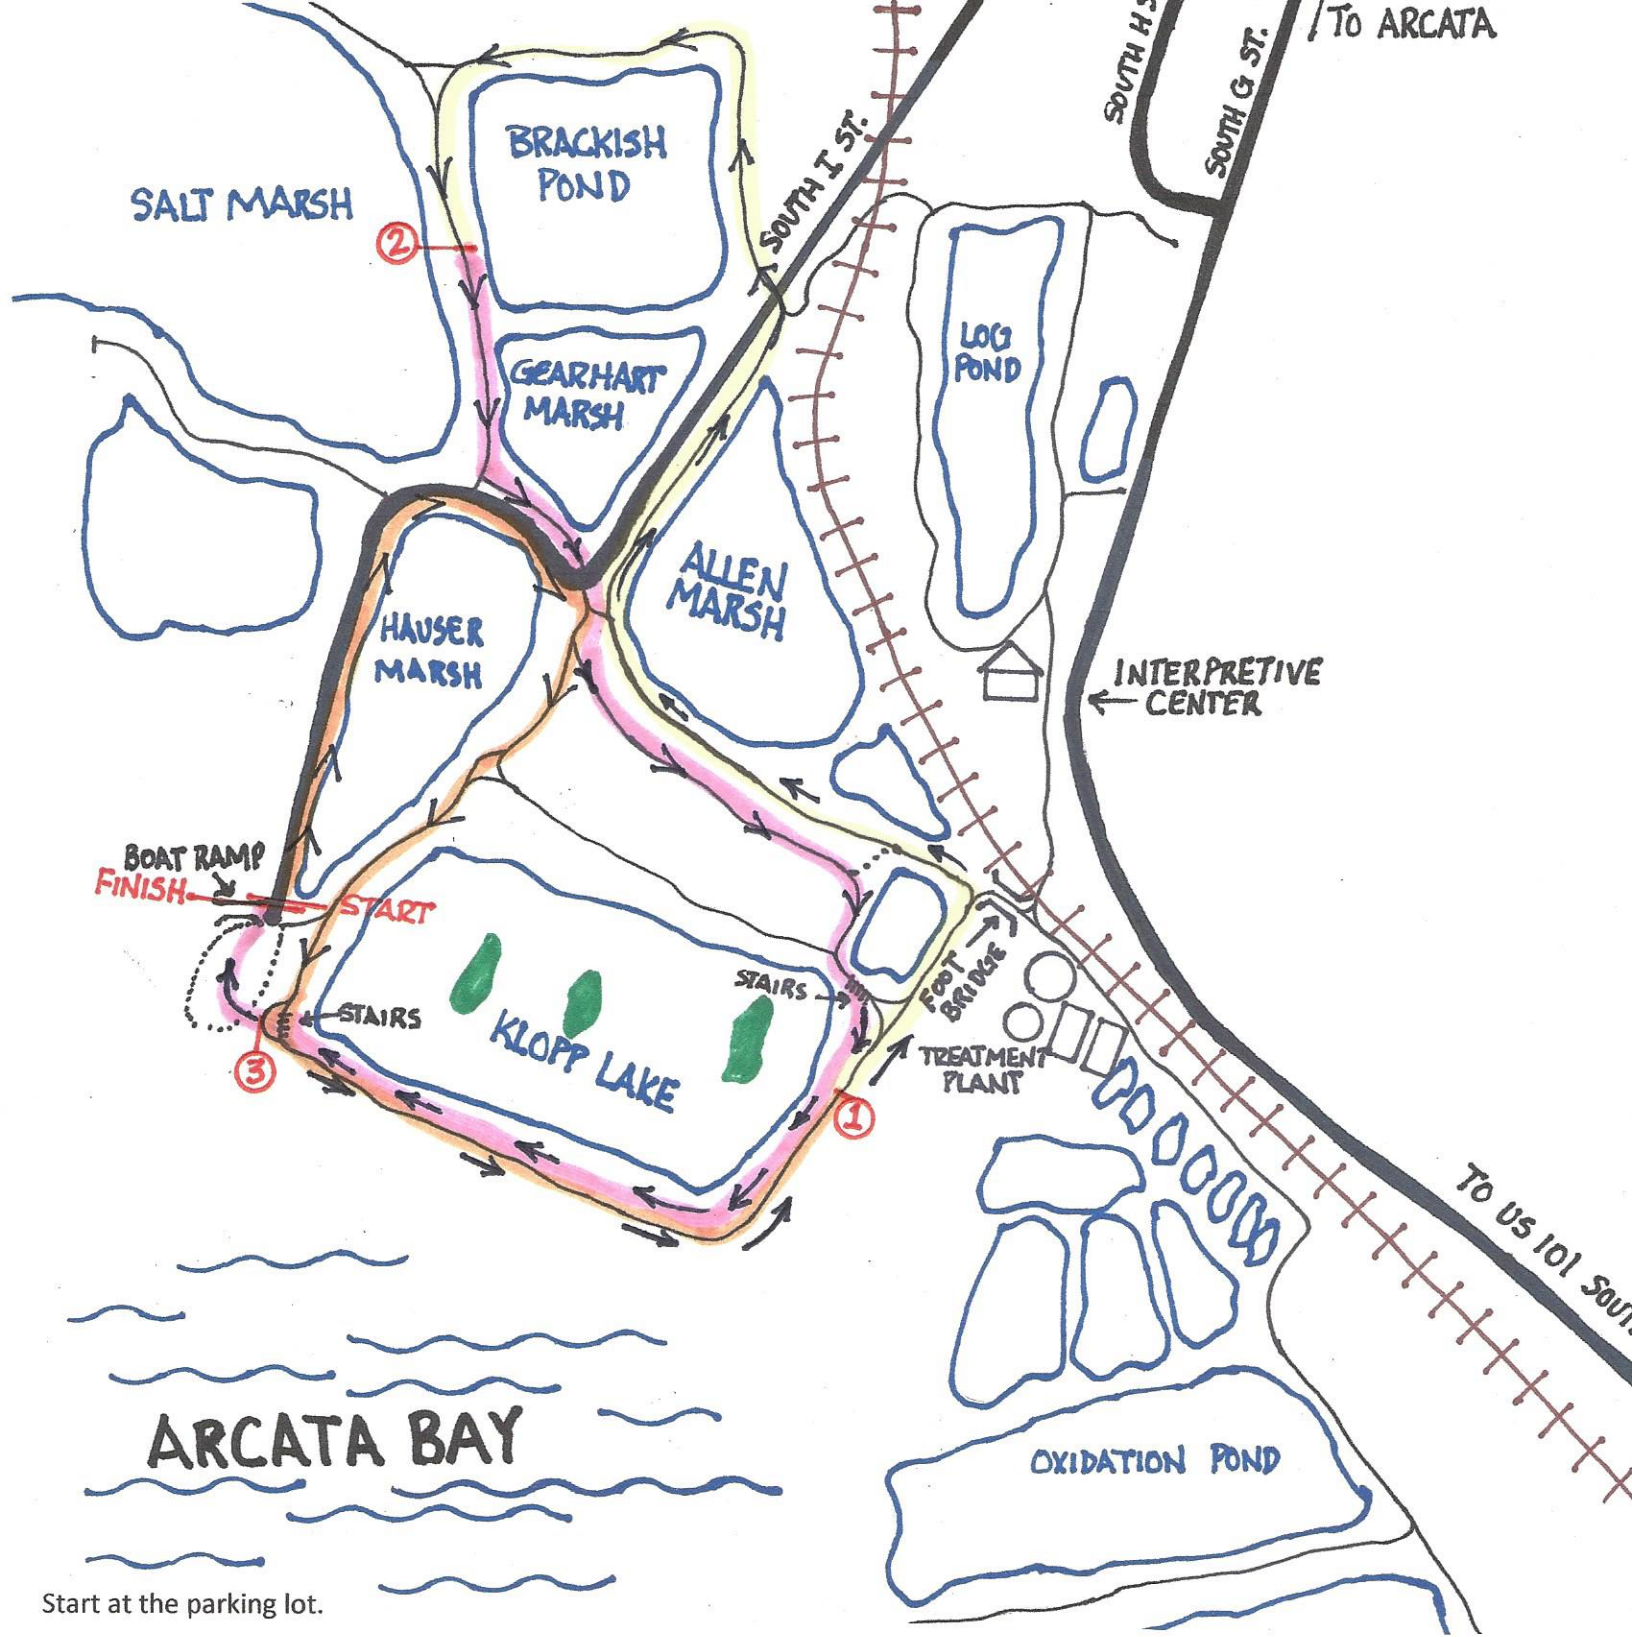 TO ARCATA
SOUTH H S
SOUTH G ST.
SOUTH I ST.
BRACKISH
POND
SALT MARSH
2
LOG
POND
GEARHART
MARSH
ALLEN
MARSH
HAUSER
MARSH
INTERPRETIVE
CENTER
BOAT RAMP
FINISH
START
STAIRS
FOOT
BRIDGE
STAIRS
KLOPP LAKE
TREATMENT
PLANT
3
1
TO US 101 SOUT
ARCATA BAY
OXIDATION POND
Start at the parking lot.